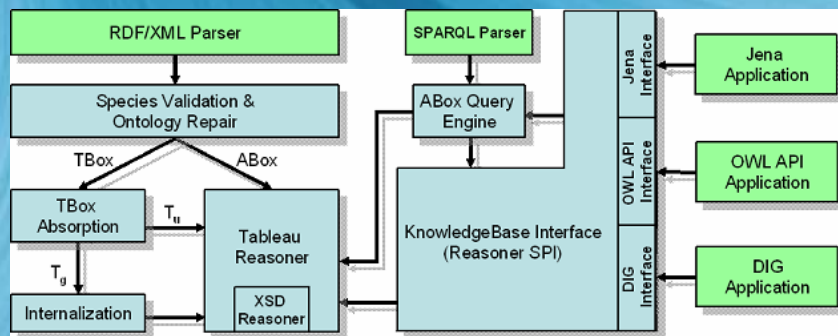 RDF/XML Parser
SPARQL Parser
Jena
Application
Jena Interface
Species Validation &
Ontology Repair
ABox Query
Engine
TBox
ABox
OWL API
Application
OWL API
Interface
TBox
Absorption
Tu
Tableau
Reasoner
KnowledgeBase Interface
(Reasoner SPI)
Tg
DIG
Application
DIG
Interface
Internalization
XSD
Reasoner